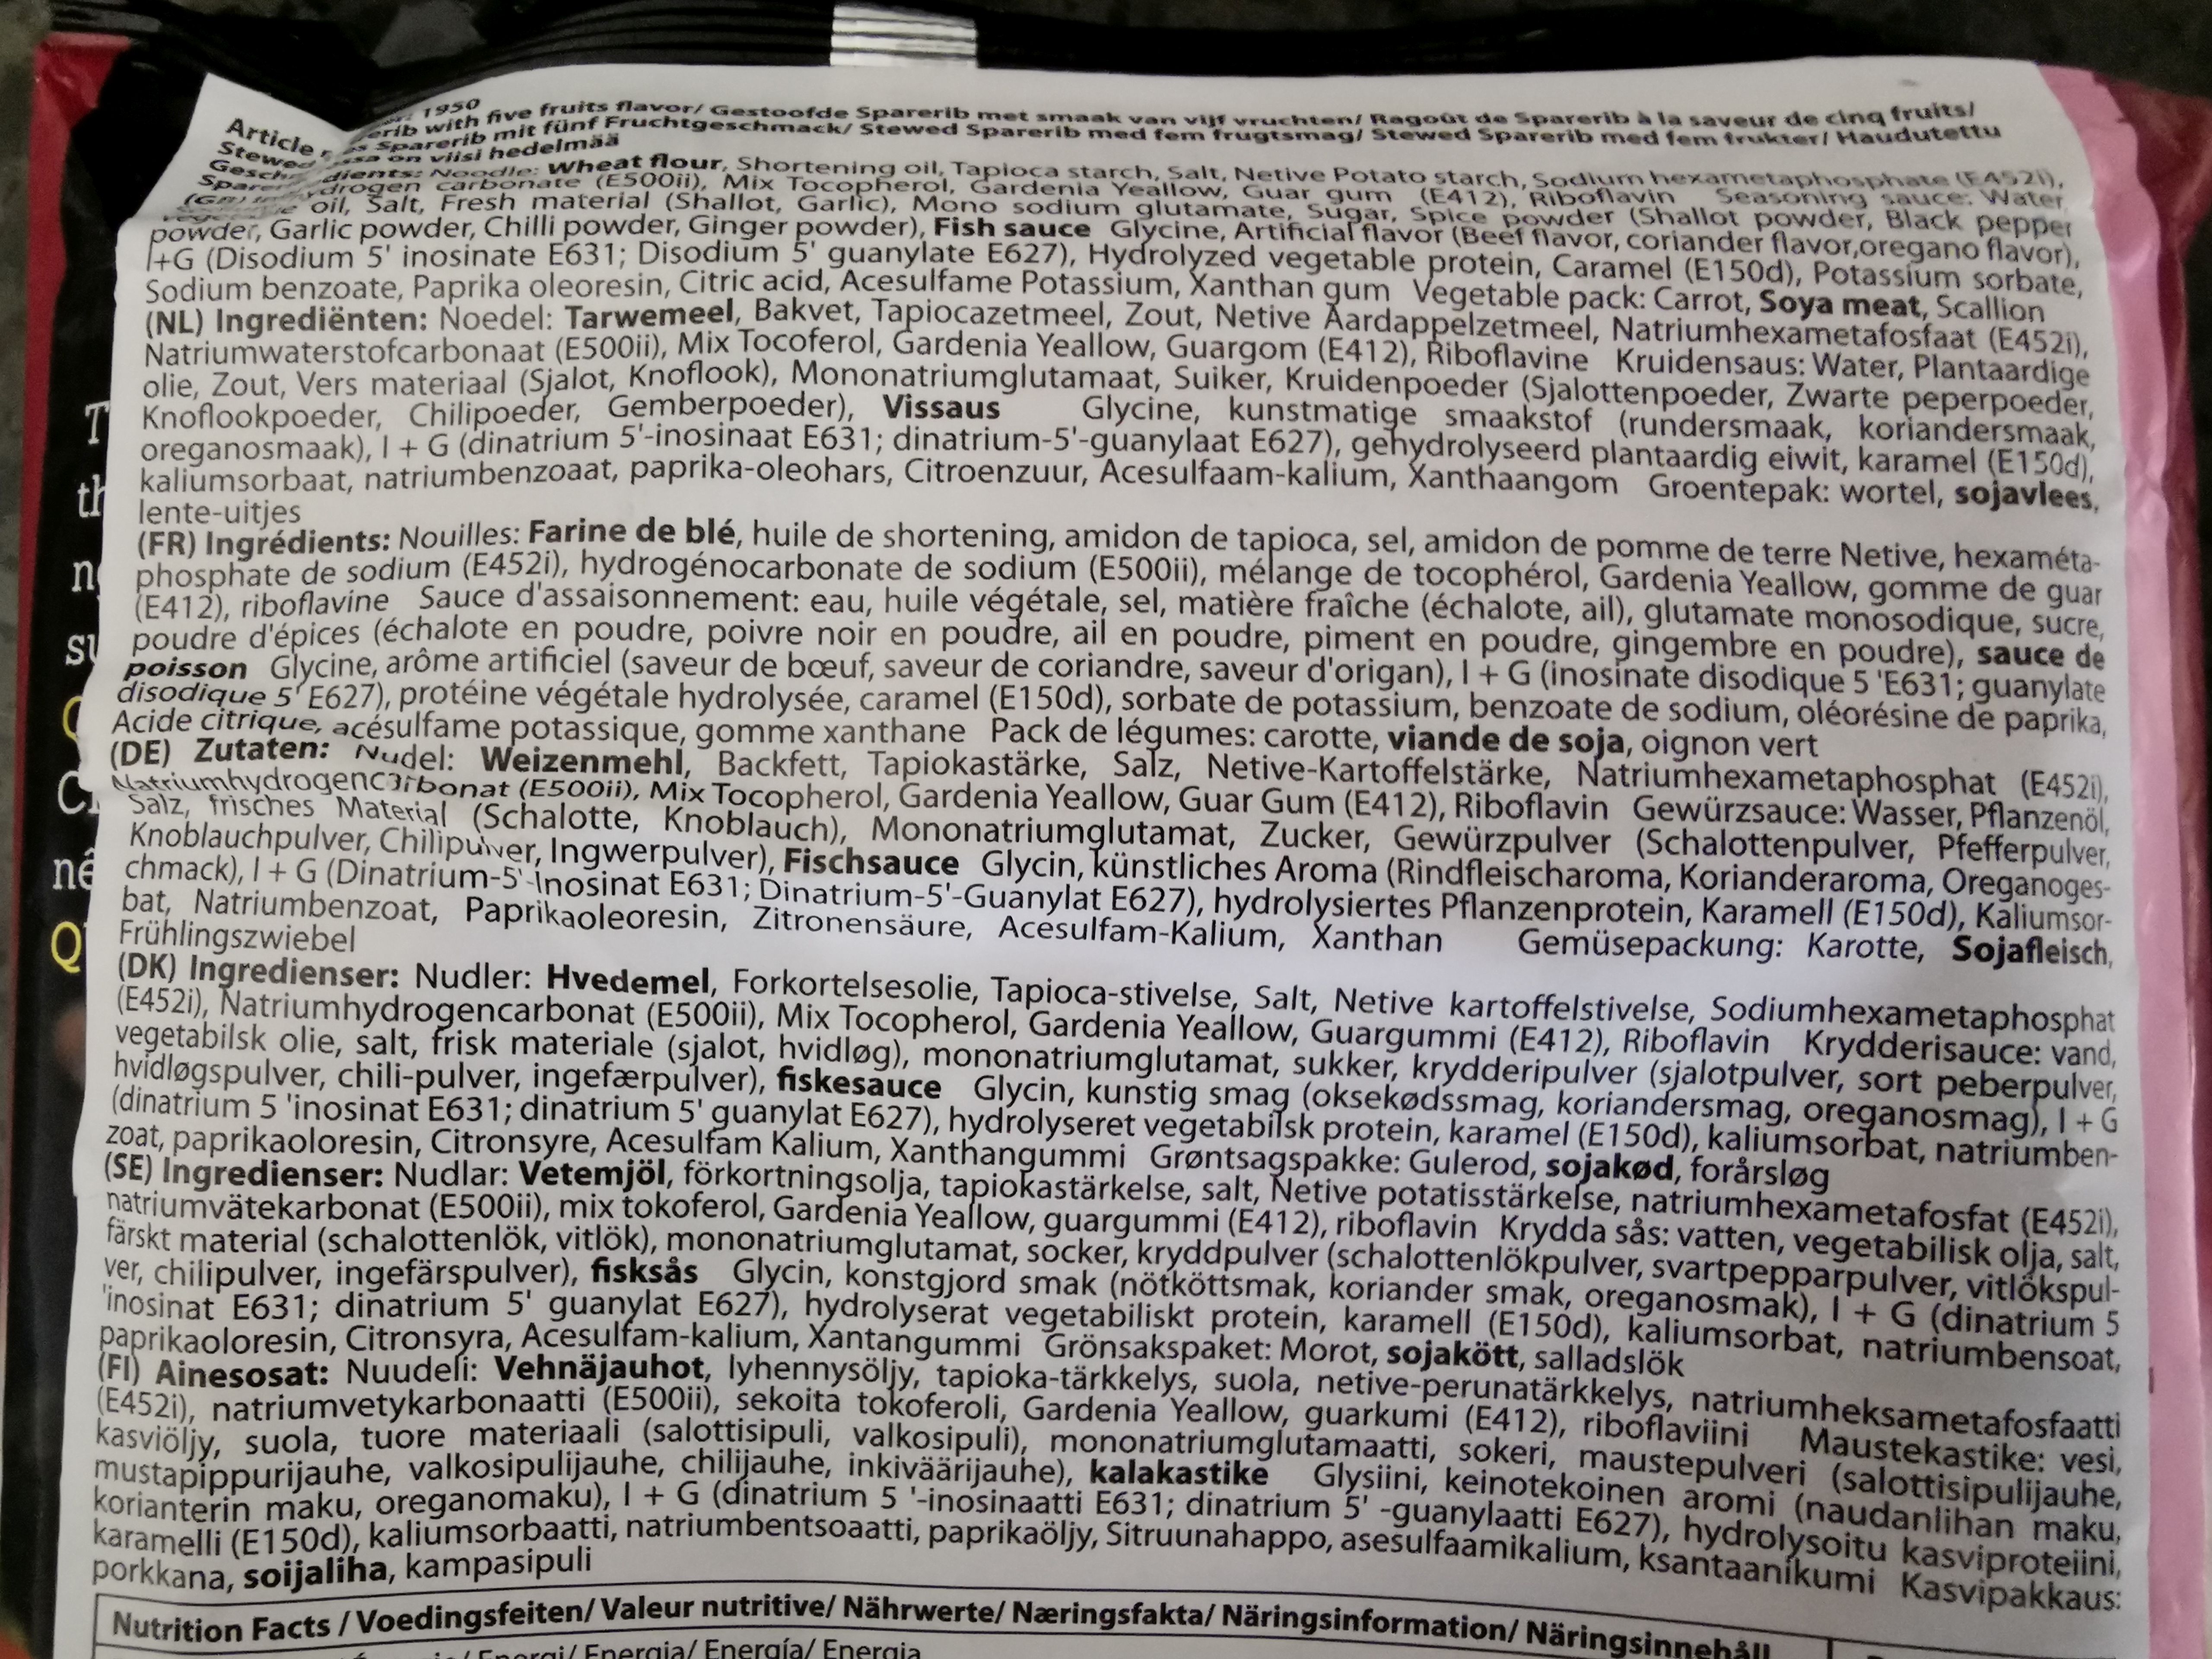 1950
Article
Stewed erib with five fruits flavor/ Gestoofde Sparerib met smaak van vijf vruchten/ Ragoût de Sparerib à la saveur de cinq fruits/
Gesch es Sparerib mit fünf Fruchtgeschmack/ Stewed Sparerib med fem frugtsmag/ Stewed Sparerib med fem frukter/ Haudutettu
Sparer ssa on viisi hedelmää
(GB) dients: Noodle: Wheat flour, Shortening oil, Tapioca starch, Salt, Netive Potato starch, Sodium hexametaphosphate (E452i),
ydrogen carbonate (E500ii), Mix Tocopherol, Gardenia Yeallow, Guar gum (E412), Riboflavin Seasoning sauce: Water,
oil, Salt, Fresh material (Shallot, Garlic), Mono sodium glutamate, Sugar, Spice powder (Shallot powder, Black pepper
powder, Garlic powder, Chilli powder, Ginger powder), Fish sauce Glycine, Artificial flavor (Beef flavor, coriander flavor,oregano flavor),
I+G (Disodium 5' inosinate E631; Disodium 5' guanylate E627), Hydrolyzed vegetable protein, Caramel (E150d), Potassium sorbate,
Sodium benzoate, Paprika oleoresin, Citric acid, Acesulfame Potassium, Xanthan gum Vegetable pack: Carrot, Soya meat, Scallion
(NL) Ingrediënten: Noedel: Tarwemeel, Bakvet, Tapiocazetmeel, Zout, Netive Aardappelzetmeel, Natriumhexametafosfaat (E452i),
Natriumwaterstofcarbonaat (E500ii), Mix Tocoferol, Gardenia Yeallow, Guargom (E412), Riboflavine Kruidensaus: Water, Plantaardige
olie, Zout, Vers materiaal (Sjalot, Knoflook), Mononatriumglutamaat, Suiker, Kruidenpoeder (Sjalottenpoeder, Zwarte peperpoeder,
Knoflookpoeder, Chilipoeder, Gemberpoeder), Vissaus Glycine, kunstmatige smaakstof (rundersmaak, koriandersmaak,
oreganosmaak), I + G (dinatrium 5'-inosinaat E631; dinatrium-5'-guanylaat E627), gehydrolyseerd plantaardig eiwit, karamel (E150d),
kaliumsorbaat, natriumbenzoaat, paprika-oleohars, Citroenzuur, Acesulfaam-kalium, Xanthaangom Groentepak: wortel, sojavlees,
lente-uitjes
(FR) Ingrédients: Nouilles: Farine de blé, huile de shortening, amidon de tapioca, sel, amidon de pomme de terre Netive, hexaméta-
phosphate de sodium (E452i), hydrogénocarbonate de sodium (E500ii), mélange de tocophérol, Gardenia Yeallow, gomme de guar
(E412), riboflavine Sauce d'assaisonnement: eau, huile végétale, sel, matière fraîche (échalote, ail), glutamate monosodique, sucre,
poudre d'épices (échalote en poudre, poivre noir en poudre, ail en poudre, piment en poudre, gingembre en poudre), sauce de
poisson Glycine, arôme artificiel (saveur de bœuf, saveur de coriandre, saveur d'origan), I + G (inosinate disodique 5 'E631; guanylate
disodique 5' E627), protéine végétale hydrolysée, caramel (E150d), sorbate de potassium, benzoate de sodium, oléorésine de paprika,
Acide citrique, acésulfame potassique, gomme xanthane Pack de légumes: carotte, viande de soja, oignon vert
(DE) Zutaten: Nudel: Weizenmehl, Backfett, Tapiokastärke, Salz, Netive-Kartoffelstärke, Natriumhexametaphosphat (E452i),
Natriumhydrogencarbonat (E500ii), Mix Tocopherol, Gardenia Yeallow, Guar Gum (E412), Riboflavin Gewürzsauce: Wasser, Pflanzenöl,
Salz, frisches Material (Schalotte, Knoblauch), Mononatriumglutamat, Zucker, Gewürzpulver (Schalottenpulver, Pfefferpulver,
Knoblauchpulver, Chilipulver, Ingwerpulver), Fischsauce Glycin, künstliches Aroma (Rindfleischaroma, Korianderaroma, Oreganoges-
chmack), I + G (Dinatrium-5'-Inosinat E631; Dinatrium-5'-Guanylat E627), hydrolysiertes Pflanzenprotein, Karamell (E150d), Kaliumsor-
bat, Natriumbenzoat, Paprikaoleoresin, Zitronensäure, Acesulfam-Kalium, Xanthan Gemüsepackung: Karotte, Sojafleisch,
Frühlingszwiebel
(DK) Ingredienser: Nudler: Hvedemel, Forkortelsesolie, Tapioca-stivelse, Salt, Netive kartoffelstivelse, Sodiumhexametaphosphat
(E452i), Natriumhydrogencarbonat (E500ii), Mix Tocopherol, Gardenia Yeallow, Guargummi (E412), Riboflavin Krydderisauce: vand,
vegetabilsk olie, salt, frisk materiale (sjalot, hvidløg), mononatriumglutamat, sukker, krydderipulver (sjalotpulver, sort peberpulver,
hvidløgspulver, chili-pulver, ingefærpulver), fiskesauce Glycin, kunstig smag (oksekødssmag, koriandersmag, oreganosmag), I + G
(dinatrium 5 'inosinat E631; dinatrium 5' guanylat E627), hydrolyseret vegetabilsk protein, karamel (E150d), kaliumsorbat, natriumben-
zoat, paprikaoloresin, Citronsyre, Acesulfam Kalium, Xanthangummi Grøntsagspakke: Gulerod, sojakød, forårsløg
(SE) Ingredienser: Nudlar: Vetemjöl, förkortningsolja, tapiokastärkelse, salt, Netive potatisstärkelse, natriumhexametafosfat (E452i),
natriumvätekarbonat (E500ii), mix tokoferol, Gardenia Yeallow, guargummi (E412), riboflavin Krydda sås: vatten, vegetabilisk olja, salt,
färskt material (schalottenlök, vitlök), mononatriumglutamat, socker, kryddpulver (schalottenlökpulver, svartpepparpulver, vitlökspul-
ver, chilipulver, ingefärspulver), fisksås Glycin, konstgjord smak (nötköttsmak, koriander smak, oreganosmak), I + G (dinatrium 5
'inosinat E631; dinatrium 5' guanylat E627), hydrolyserat vegetabiliskt protein, karamell (E150d), kaliumsorbat, natriumbensoat,
paprikaoloresin, Citronsyra, Acesulfam-kalium, Xantangummi Grönsakspaket: Morot, sojakött, salladslök
(FI) Ainesosat: Nuudeli: Vehnäjauhot, lyhennysöljy, tapioka-tärkkelys, suola, netive-perunatärkkelys, natriumheksametafosfaatti
(E452i), natriumvetykarbonaatti (E500ii), sekoita tokoferoli, Gardenia Yeallow, guarkumi (E412), riboflaviini Maustekastike: vesi,
kasviöljy, suola, tuore materiaali (salottisipuli, valkosipuli), mononatriumglutamaatti, sokeri, maustepulveri (salottisipulijauhe,
mustapippurijauhe, valkosipulijauhe, chilijauhe, inkiväärijauhe), kalakastike Glysiini, keinotekoinen aromi (naudanlihan maku,
korianterin maku, oreganomaku), I + G (dinatrium 5 '-inosinaatti E631; dinatrium 5' -guanylaatti E627), hydrolysoitu kasviproteiini,
karamelli (E150d), kaliumsorbaatti, natriumbentsoaatti, paprikaöljy, Sitruunahappo, asesulfaamikalium, ksantaanikumi Kasvipakkaus:
porkkana, soijaliha, kampasipuli
Nutrition Facts / Voedingsfeiten/ Valeur nutritive/ Nährwerte/ Næringsfakta/ Näringsinformation/ Näringsinnehåll
Energi/ Energia/ Energía/ Energia